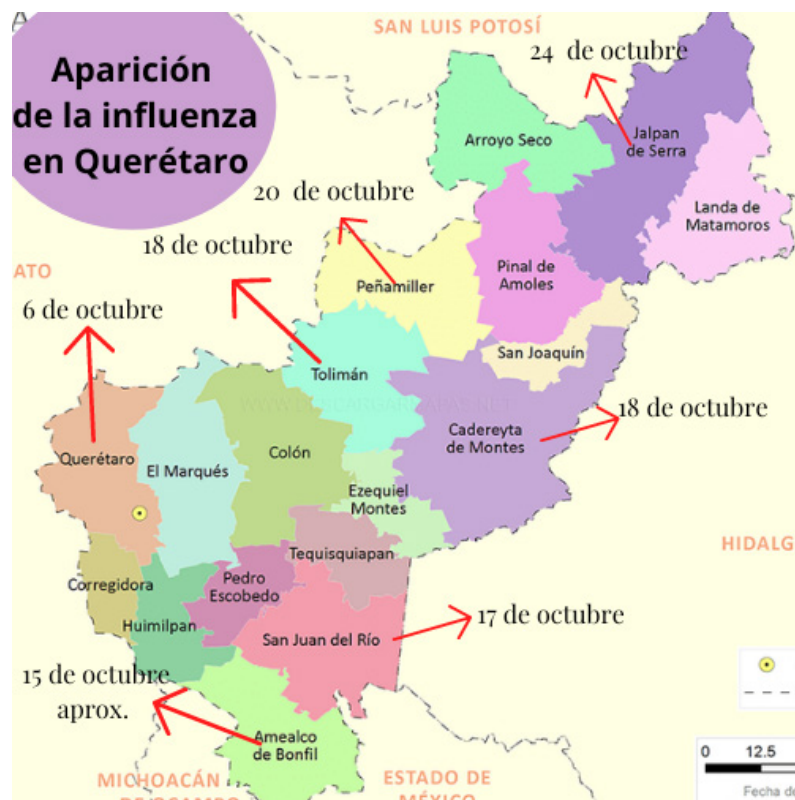 Aparición
de la influenza
en Querétaro
SAN LUIS POTOSÍ
24 de octubre
Arroyo Seco
Jalpan
de Serra
20 de octubre
Landa de
Matamoros
18 de octubre
Pinal de
Amoles
ATO
Peñamiller
6 de octubre
San Joaquín
Tolimán
18 de octubre
Cadereyta
de Montes
Querétaro
El Marqués
Colón
Ezequiel
Montes
HIDALG
Tequisquiapan
Corregidora
Pedro
Escobedo
17 de octubre
Huimilpan
San Juan del Río
15 de octubre
aprox.
Amealco
de Bonfil
0 12.5
MICHOACÁN
DE OCAMPO
ESTADO DE
MÉXICO
Fecha de